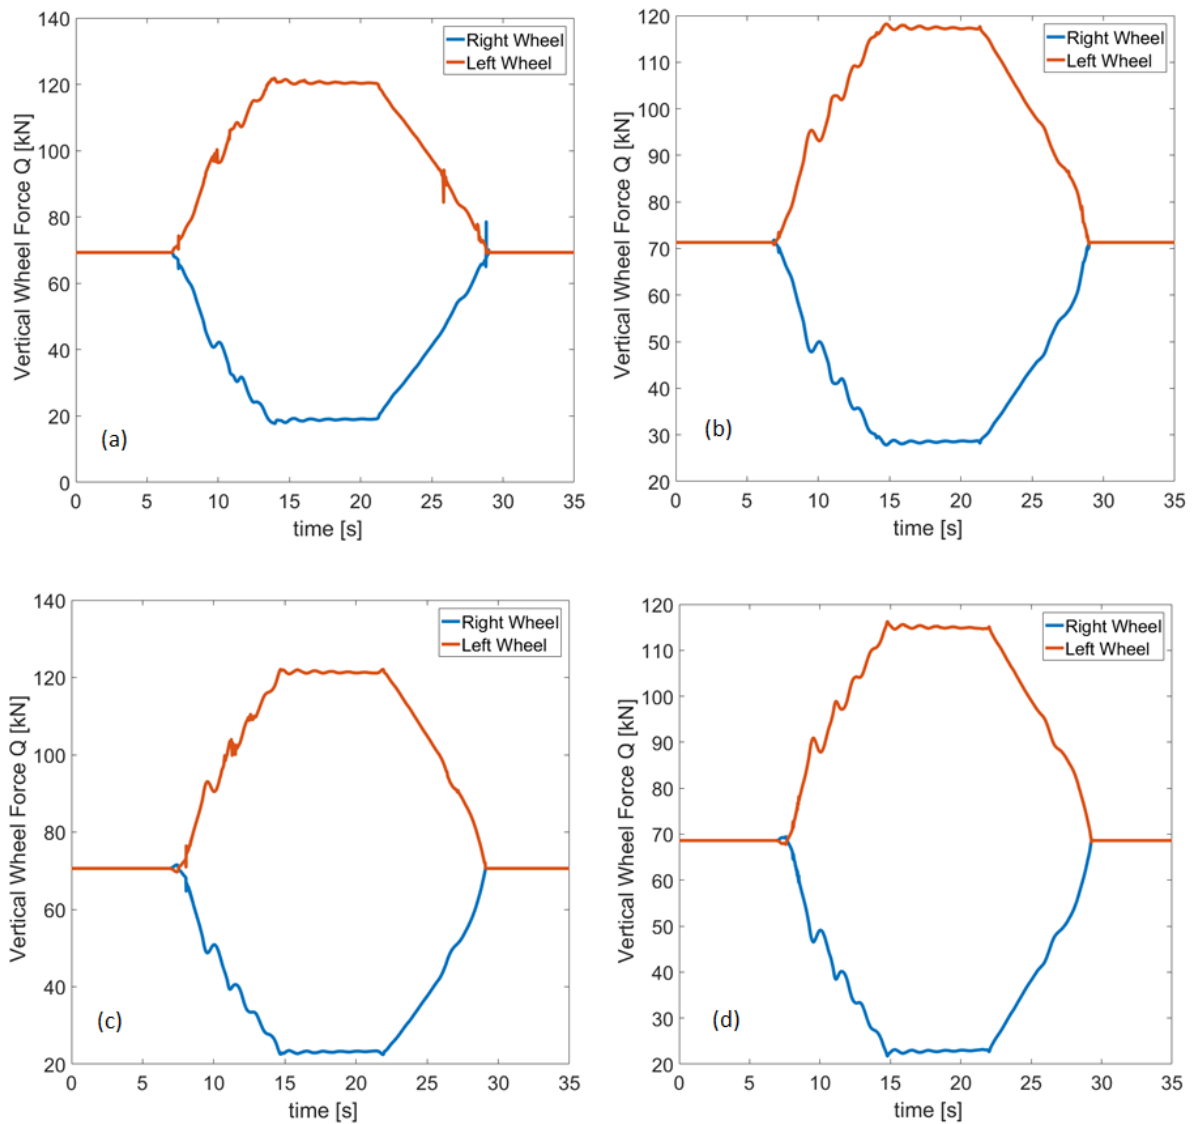 140
120
100
80
60
40
20
0
0 5 10 15 20 25 30 35
time [s]
Vertical Wheel Force Q [kN]
Right Wheel
Left Wheel
(a)
120
110
100
90
80
70
60
50
40
30
20
0 5 10 15 20 25 30 35
time [s]
Vertical Wheel Force Q [kN]
Right Wheel
Left Wheel
(b)
140
120
100
80
60
40
20
0 5 10 15 20 25 30 35
time [s]
Vertical Wheel Force Q [kN]
Right Wheel
Left Wheel
(c)
120
110
100
90
80
70
60
50
40
30
20
0 5 10 15 20 25 30 35
time [s]
Vertical Wheel Force Q [kN]
Right Wheel
Left Wheel
(d)